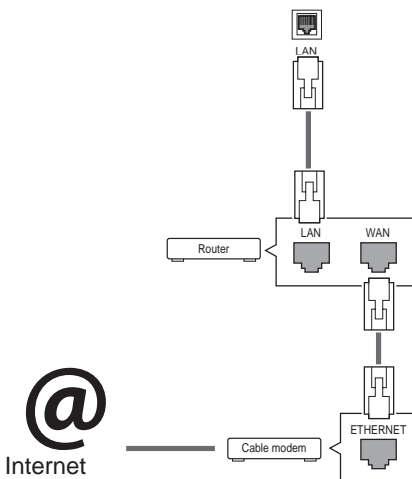 LAN
LAN WAN
Router
@
ETHERNET
Cable modem
Internet